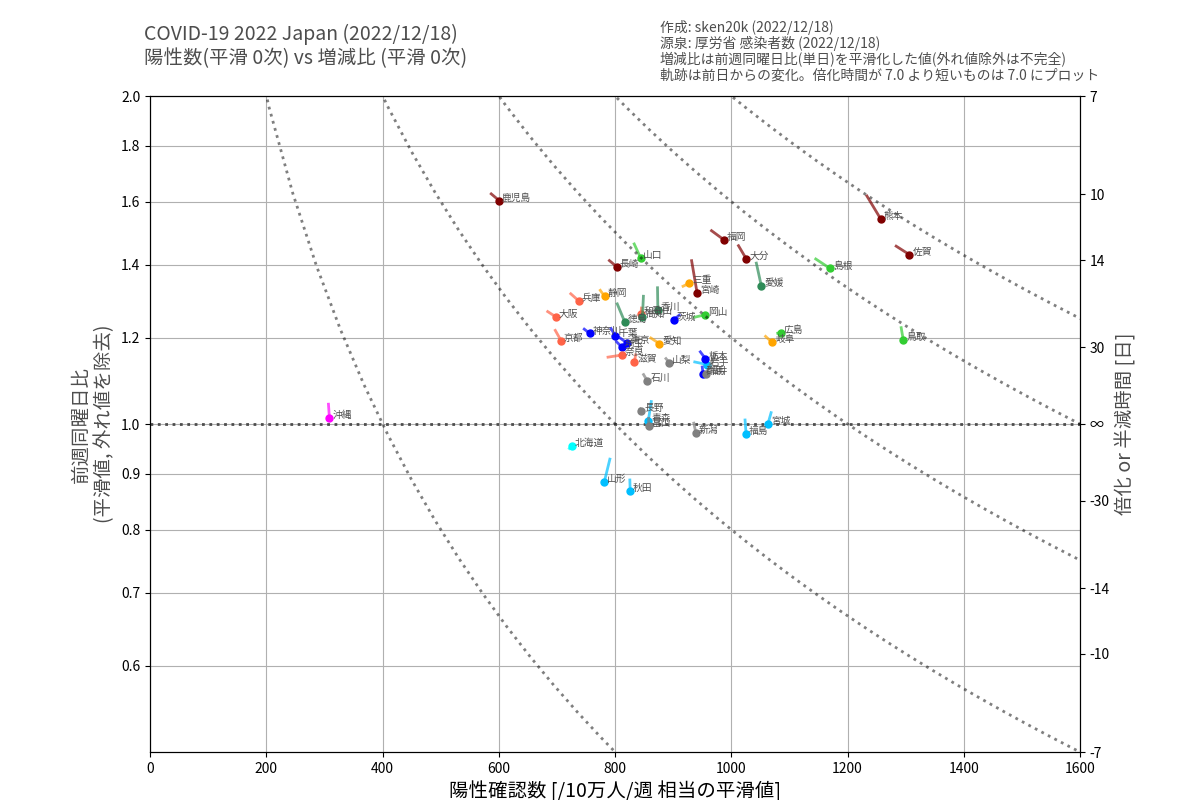 COVID-19 2022 Japan (2022/12/18)
陽性数(平滑 0次) vs 増減比 (平滑 0次)
作成: sken20k (2022/12/18)
源泉: 厚労省 感染者数 (2022/12/18)
増減比は前週同曜日比(単日)を平滑化した値(外れ値除外は不完全)
軌跡は前日からの変化。倍化時間が 7.0 より短いものは 7.0 にプロット
2.0
1.8
1.6
1.4
1.2
1.0
0.9
0.8
0.7
0.6
前週同曜日比
(平滑値, 外れ値を除去)
7
10
14
30
∞
-30
-14
-10
-7
倍化 or 半減時間 [日]
鹿児島
熊本
福岡
佐賀
山口
大分
長崎
島根
三重
愛媛
宮崎
静岡
兵庫
香川
大阪
岡山
徳島
茨城
神奈川
千葉
広島
京都
愛知
岐阜
鳥取
奈良
滋賀
山梨
栃木
石川
長野
沖縄
青森
宮城
新潟
福島
北海道
山形
秋田
0
200
400
600
800
1000
1200
1400
1600
陽性確認数 [/10万人/週 相当の平滑値]